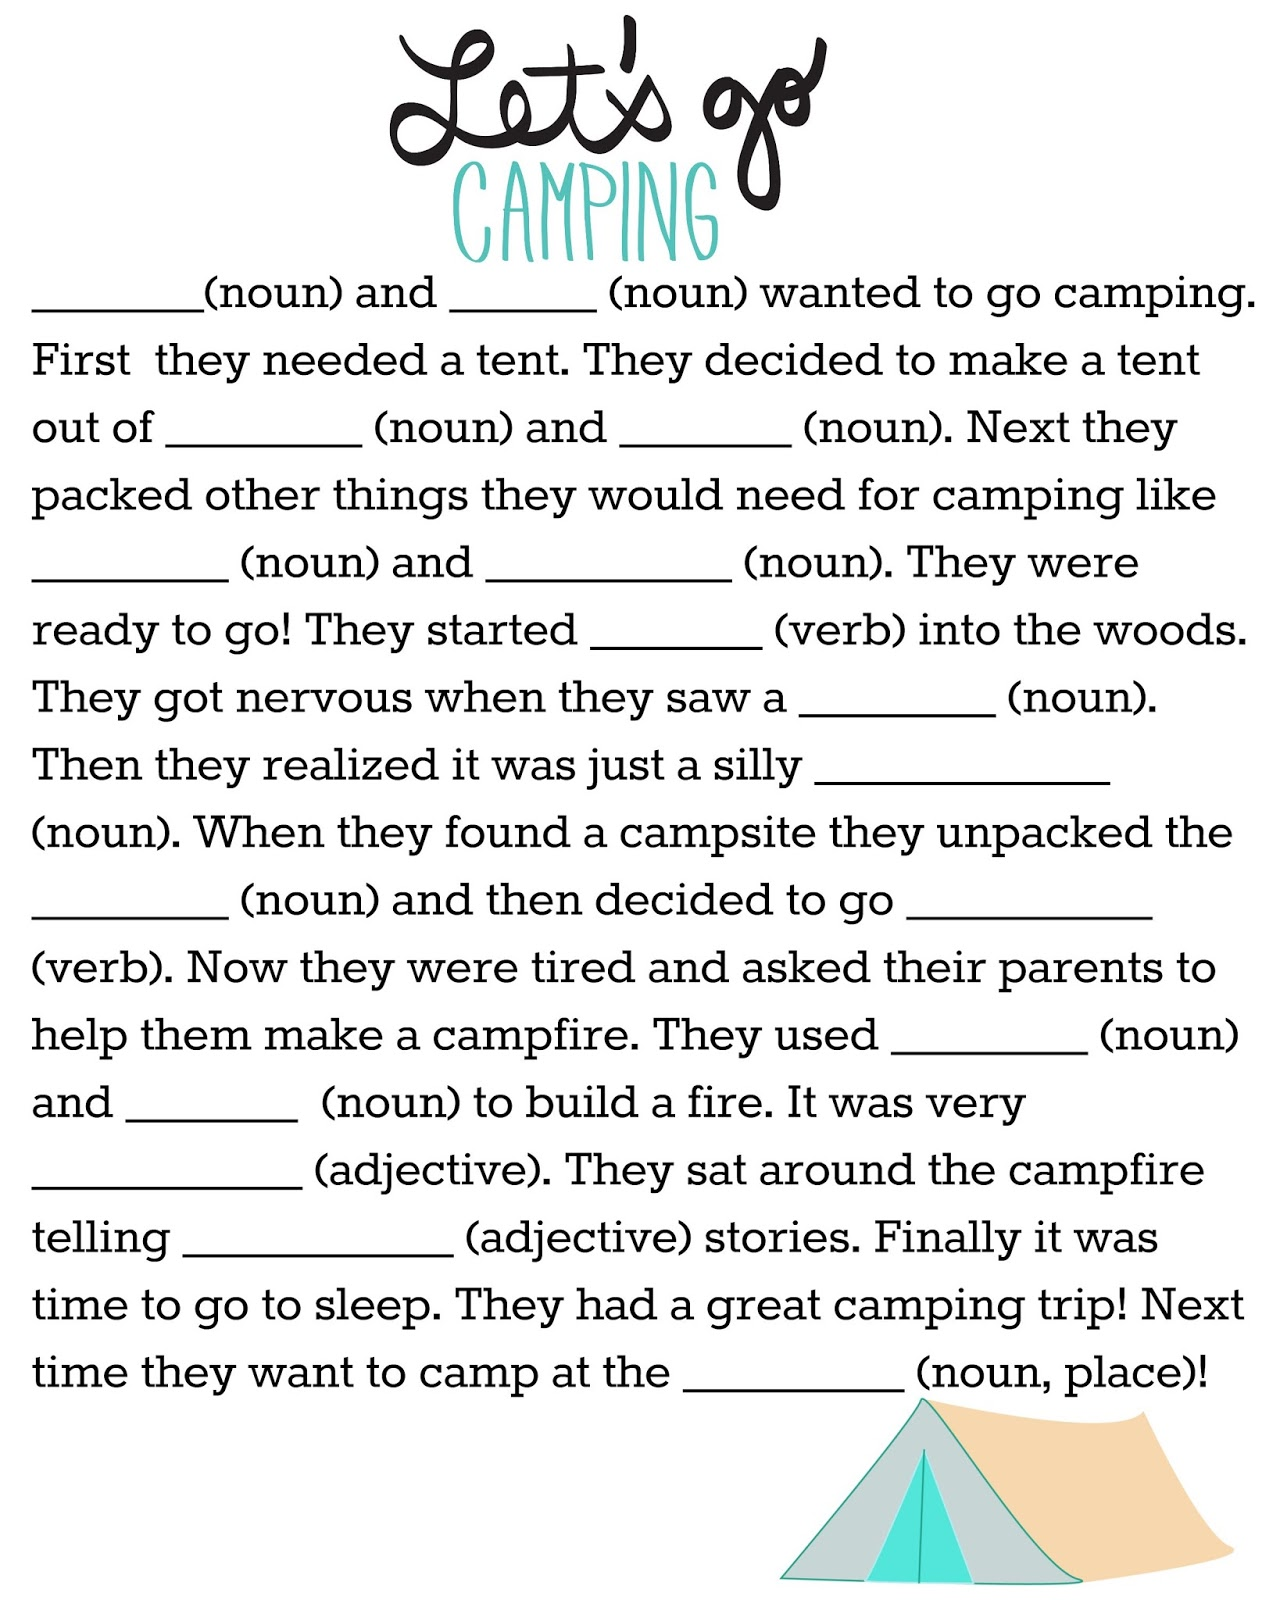 Let's go
CAMPING
_______(noun) and ______ (noun) wanted to go camping.
First they needed a tent. They decided to make a tent
out of ________ (noun) and _______ (noun). Next they
packed other things they would need for camping like
________ (noun) and __________ (noun). They were
ready to go! They started _______ (verb) into the woods.
They got nervous when they saw a ________ (noun).
Then they realized it was just a silly ____________
(noun). When they found a campsite they unpacked the
________ (noun) and then decided to go __________
(verb). Now they were tired and asked their parents to
help them make a campfire. They used ________ (noun)
and _______ (noun) to build a fire. It was very
___________ (adjective). They sat around the campfire
telling ___________ (adjective) stories. Finally it was
time to go to sleep. They had a great camping trip! Next
time they want to camp at the _________ (noun, place)!